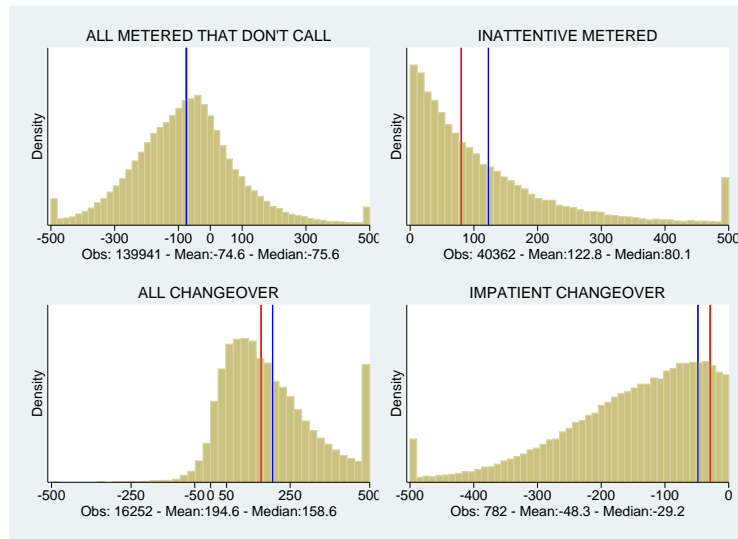 ALL METERED THAT DON'T CALL
Density
-500 -300 -100 0 100 300 500
Obs: 139941 - Mean:-74.6 - Median:-75.6
INATTENTIVE METERED
Density
0 100 200 300 400 500
Obs: 40362 - Mean:122.8 - Median:80.1
ALL CHANGEOVER
Density
-500 -250 -50 0 50 250 500
Obs: 16252 - Mean:194.6 - Median:158.6
IMPATIENT CHANGEOVER
Density
-500 -400 -300 -200 -100 0
Obs: 782 - Mean:-48.3 - Median:-29.2